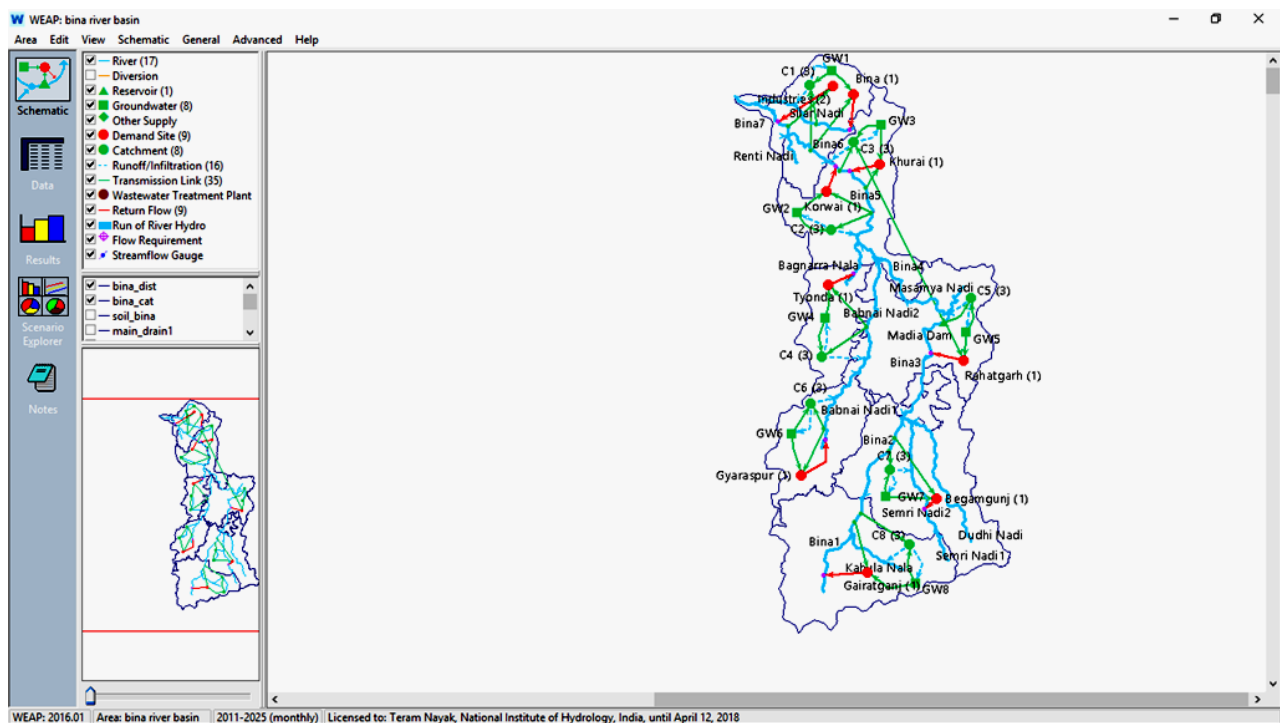 W WEAP: bina river basin
Area Edit View Schematic General Advanced Help
Schematic
Data
Results
Scenario
Explorer
Notes
River (17)
Diversion
Reservoir (1)
Groundwater (8)
Other Supply
Demand Site (9)
Catchment (8)
Runoff/Infiltration (16)
Transmission Link (35)
Wastewater Treatment Plant
Return Flow (9)
Run of River Hydro
Flow Requirement
Streamflow Gauge
bina_dist
bina_cat
soil_bina
main_drain1
GW1
C1 (3)
Bina (1)
Industries (2)
Silar Nadi
Bina7
GW3
Bina6
C3 (3)
Renti Nadi
Khurai (1)
Bina5
GW2
Korwai (1)
C2 (3)
Bagnarra Nala
Bina4
Masamya Nadi
C5 (3)
Tyonda (1)
GW4
Babnai Nadi2
Madia Dam
GW5
C4 (3)
Bina3
Rahatgarh (1)
C6 (3)
Babnai Nadi1
GW6
Bina2
C7 (3)
Gyaraspur (1)
GW7
Begamgunj (1)
Semri Nadi2
Dudhi Nadi
Bina1
C8 (3)
Semri Nadi1
Kabula Nala
Gairatganj (1)
GW8
WEAP: 2016.01 Area: bina river basin 2011-2025 (monthly) Licensed to: Teram Nayak, National Institute of Hydrology, India, until April 12, 2018